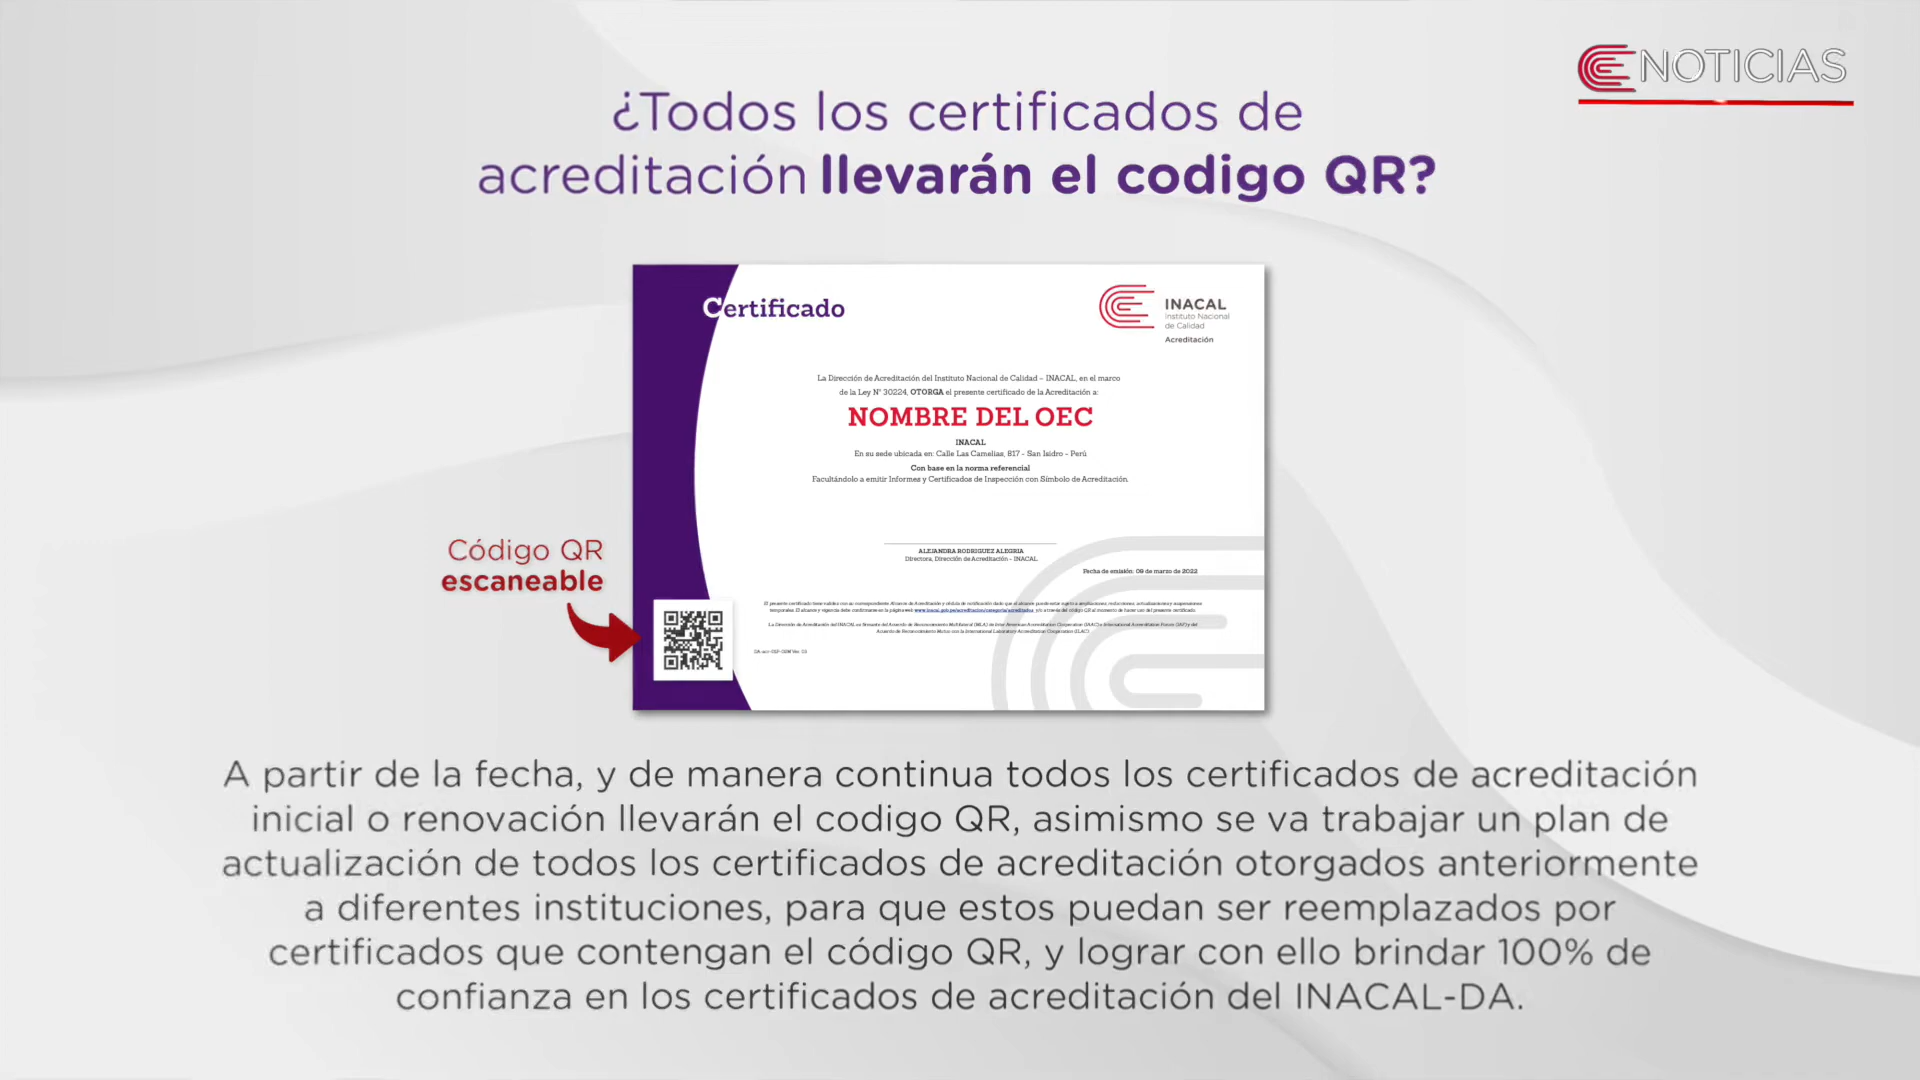 NOTICIAS
¿Todos los certificados de
acreditación llevarán el codigo QR?
Certificado
INACAL
Instituto Nacional
de Calidad
Acreditación
La Dirección de Acreditación del Instituto Nacional de Calidad – INACAL, en el marco
de la Ley N° 30224, OTORGA el presente certificado de la Acreditación a:
NOMBRE DEL OEC
INACAL
En su sede ubicada en: Calle Las Camelias, 817 - San Isidro - Perú
Con base en la norma referencial
Facultándolo a emitir Informes y Certificados de Inspección con Símbolo de Acreditación.
ALEJANDRA RODRIGUEZ ALEGRIA
Directora, Dirección de Acreditación - INACAL
Fecha de emisión: 09 de marzo de 2022
Código QR
escaneable
A partir de la fecha, y de manera continua todos los certificados de acreditación
inicial o renovación llevarán el codigo QR, asimismo se va trabajar un plan de
actualización de todos los certificados de acreditación otorgados anteriormente
a diferentes instituciones, para que estos puedan ser reemplazados por
certificados que contengan el código QR, y lograr con ello brindar 100% de
confianza en los certificados de acreditación del INACAL-DA.